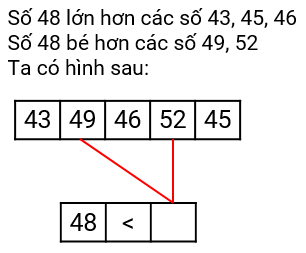 Số 48 lớn hơn các số 43, 45, 46
Số 48 bé hơn các số 49, 52
Ta có hình sau:
43 49 46 52 45
48 <